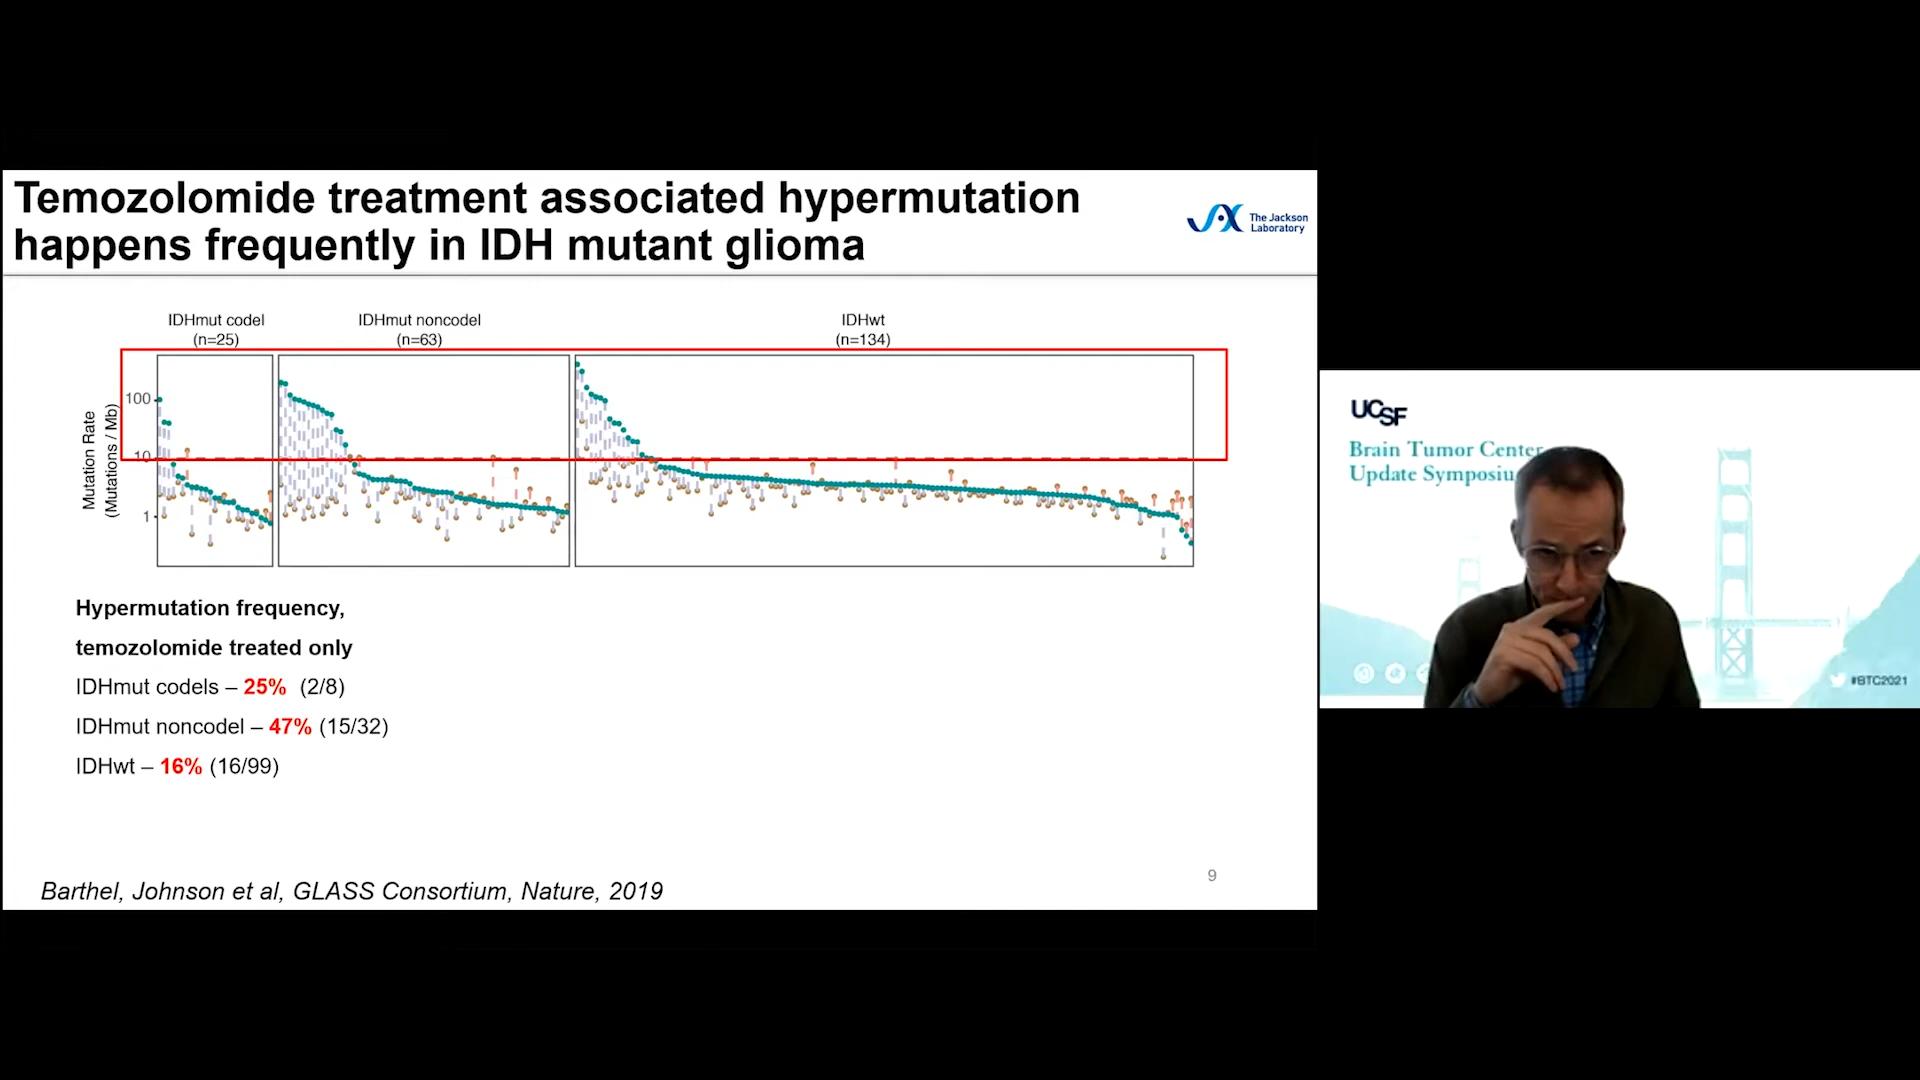 Temozolomide treatment associated hypermutation
happens frequently in IDH mutant glioma
The Jackson
Laboratory
IDHmut codel
(n=25)
IDHmut noncodel
(n=63)
IDHwt
(n=134)
Mutation Rate
(Mutations / Mb)
100
10
1
Hypermutation frequency,
temozolomide treated only
IDHmut codels – 25% (2/8)
IDHmut noncodel – 47% (15/32)
IDHwt – 16% (16/99)
Barthel, Johnson et al, GLASS Consortium, Nature, 2019
9
UCSF
Brain Tumor Center
Update Symposiu
#BTC2021